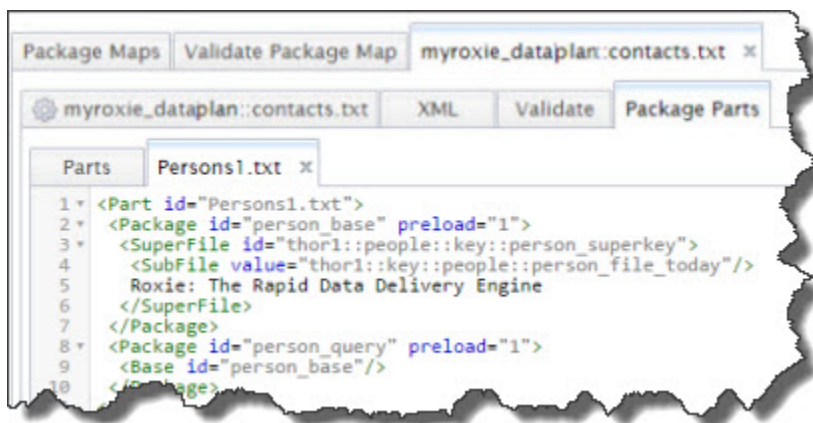 Package Maps Validate Package Map myroxie_dataplan::contacts.txt x
myroxie_dataplan::contacts.txt XML Validate Package Parts
Parts Persons1.txt x
1 <Part id="Persons1.txt">
2 <Package id="person_base" preload="1">
3 <SuperFile id="thor1::people::key::person_superkey">
4 <SubFile value="thor1::key::people::person_file_today"/>
5 Roxie: The Rapid Data Delivery Engine
6 </SuperFile>
7 </Package>
8 <Package id="person_query" preload="1">
9 <Base id="person_base"/>
10 </Package>